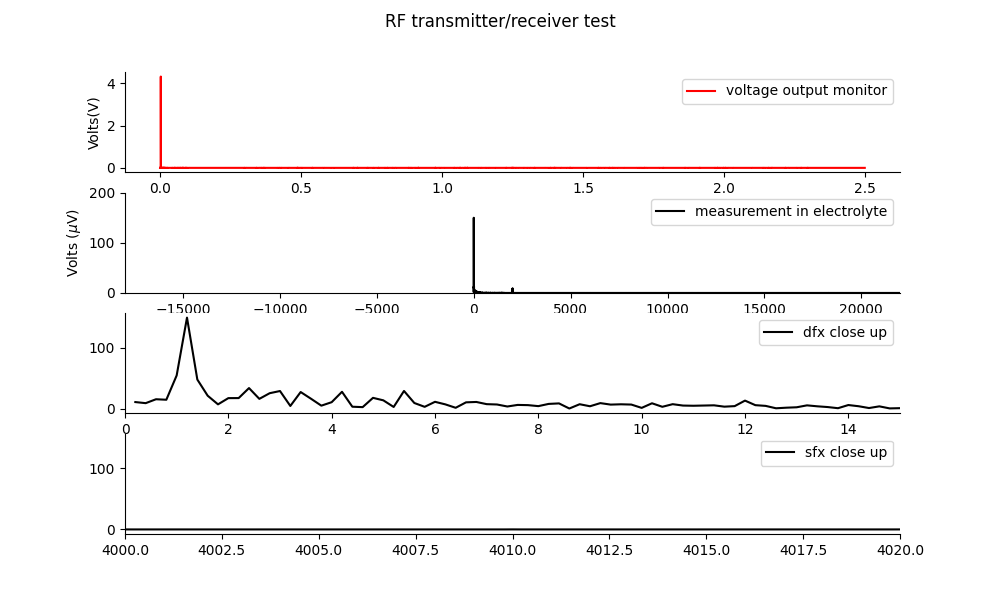 RF transmitter/receiver test
4
2
0
Volts(V)
voltage output monitor
0.0 0.5 1.0 1.5 2.0 2.5
200
100
0
Volts (μV)
measurement in electrolyte
−15000 −10000 −5000 0 5000 10000 15000 20000
100
0
dfx close up
0 2 4 6 8 10 12 14
100
0
sfx close up
4000.0 4002.5 4005.0 4007.5 4010.0 4012.5 4015.0 4017.5 4020.0